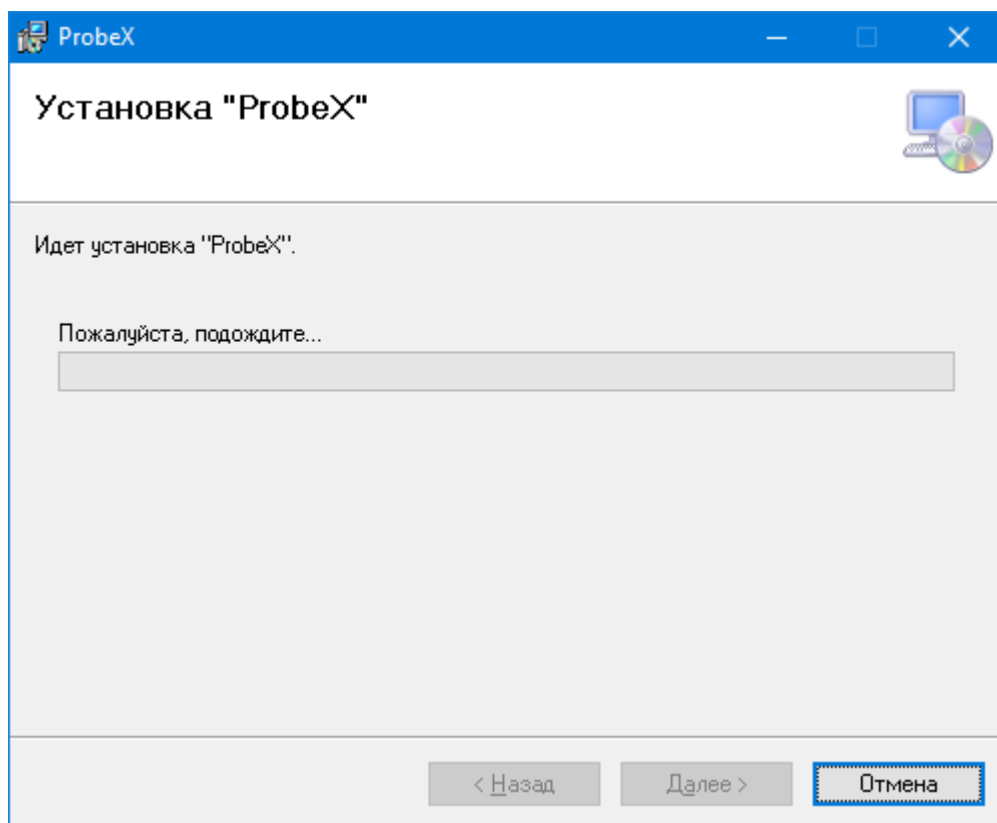 ProbeX
Установка "ProbeX"
Идет установка "ProbeX".
Пожалуйста, подождите...
< Назад
Далее >
Отмена